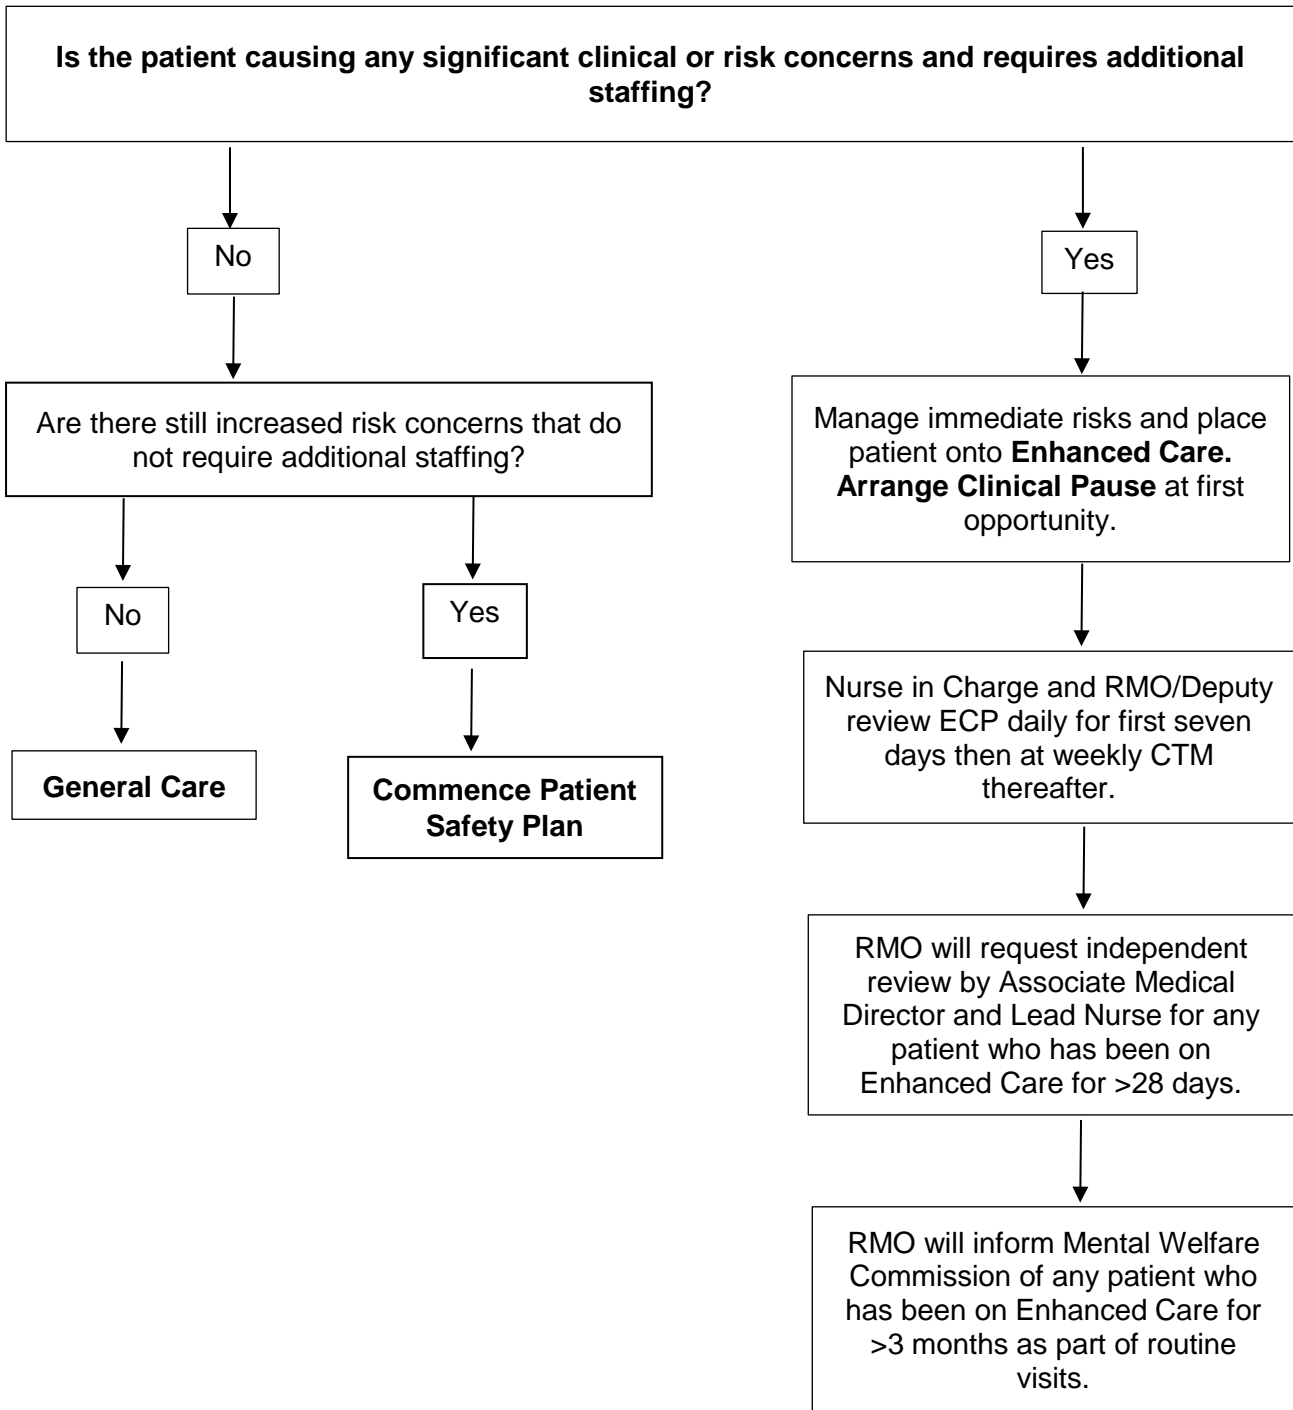 Is the patient causing any significant clinical or risk concerns and requires additional
staffing?
No
Yes
Are there still increased risk concerns that do
not require additional staffing?
Manage immediate risks and place
patient onto Enhanced Care.
Arrange Clinical Pause at first
opportunity.
No
Yes
Nurse in Charge and RMO/Deputy
review ECP daily for first seven
days then at weekly CTM
thereafter.
General Care
Commence Patient
Safety Plan
RMO will request independent
review by Associate Medical
Director and Lead Nurse for any
patient who has been on
Enhanced Care for >28 days.
RMO will inform Mental Welfare
Commission of any patient who
has been on Enhanced Care for
>3 months as part of routine
visits.